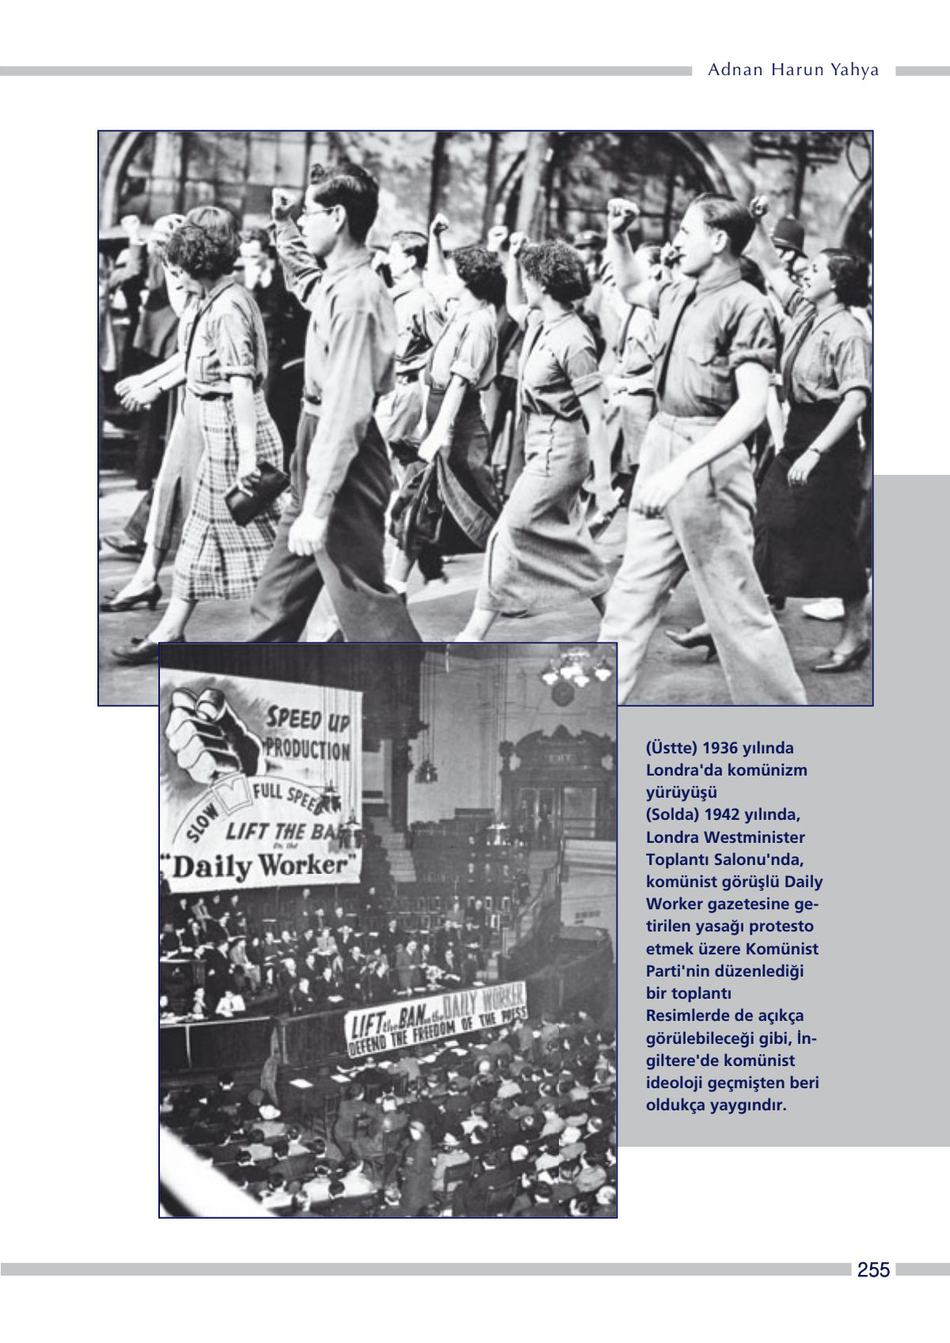 Adnan Harun Yahya
SPEED UP
PRODUCTION
SLOW
FULL SPEED
LIFT THE BAN
on the
"Daily Worker"
LIFT the BAN on the DAILY WORKER
DEFEND THE FREEDOM OF THE PRESS
(Üstte) 1936 yılında
Londra'da komünizm
yürüyüşü
(Solda) 1942 yılında,
Londra Westminister
Toplantı Salonu'nda,
komünist görüşlü Daily
Worker gazetesine ge-
tirilen yasağı protesto
etmek üzere Komünist
Parti'nin düzenlediği
bir toplantı
Resimlerde de açıkça
görülebileceği gibi, İn-
giltere'de komünist
ideoloji geçmişten beri
oldukça yaygındır.
255